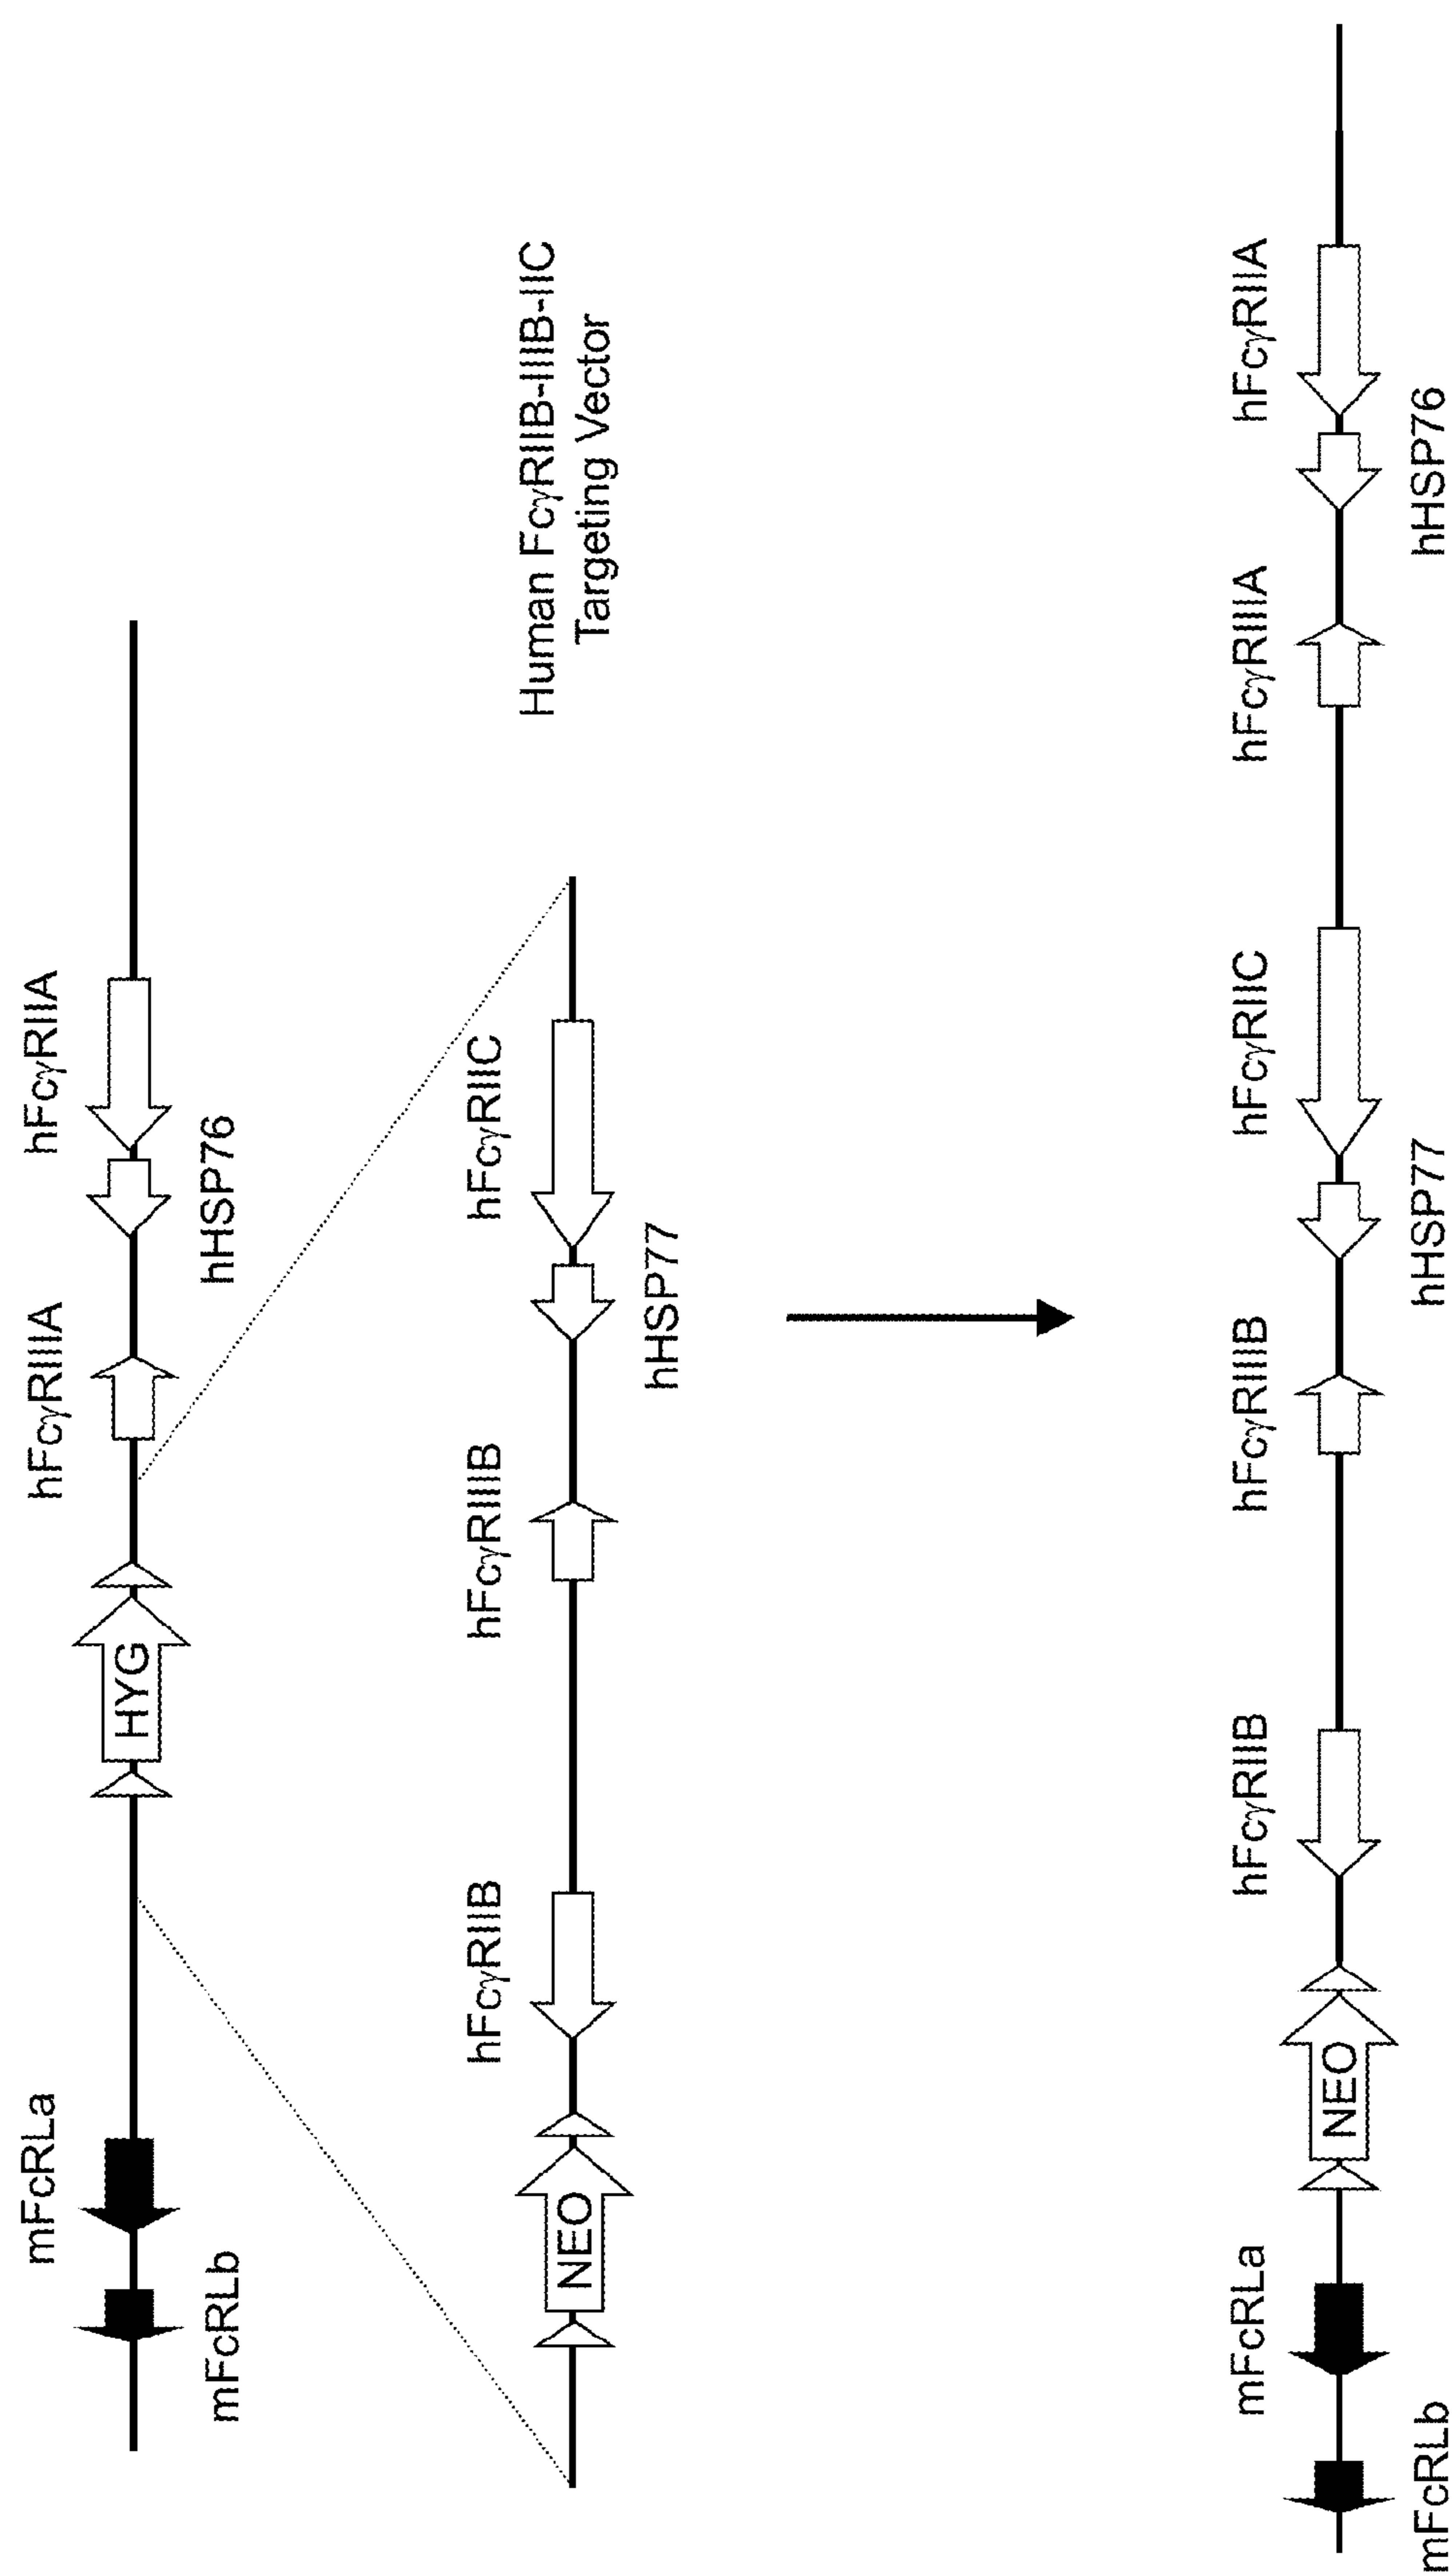 mFcRLa
mFcRLb
HYG
hFcγRIIIA
hHSP76
hFcγRIIA
NEO
hFcγRIIB
hFcγRIIIB
hHSP77
hFcγRIIC
Human FcγRIIB-IIIB-IIC
Targeting Vector
mFcRLb
mFcRLa
NEO
hFcγRIIB
hFcγRIIIB
hHSP77
hFcγRIIC
hFcγRIIIA
hHSP76
hFcγRIIA